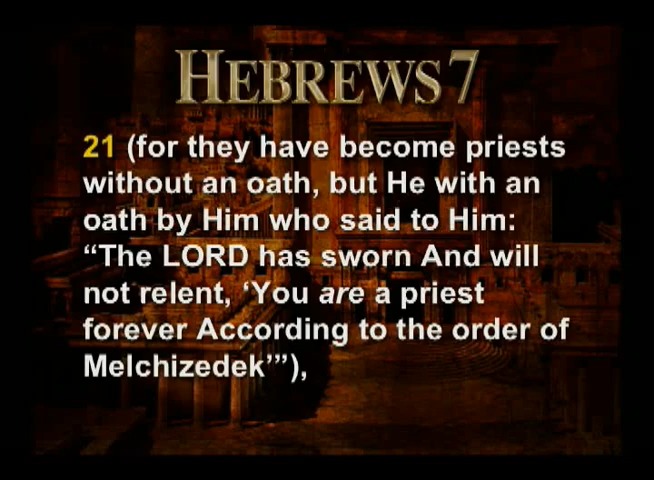 HEBREWS 7
21 (for they have become priests
without an oath, but He with an
oath by Him who said to Him:
“The LORD has sworn And will
not relent, ‘You are a priest
forever According to the order of
Melchizedek’”),